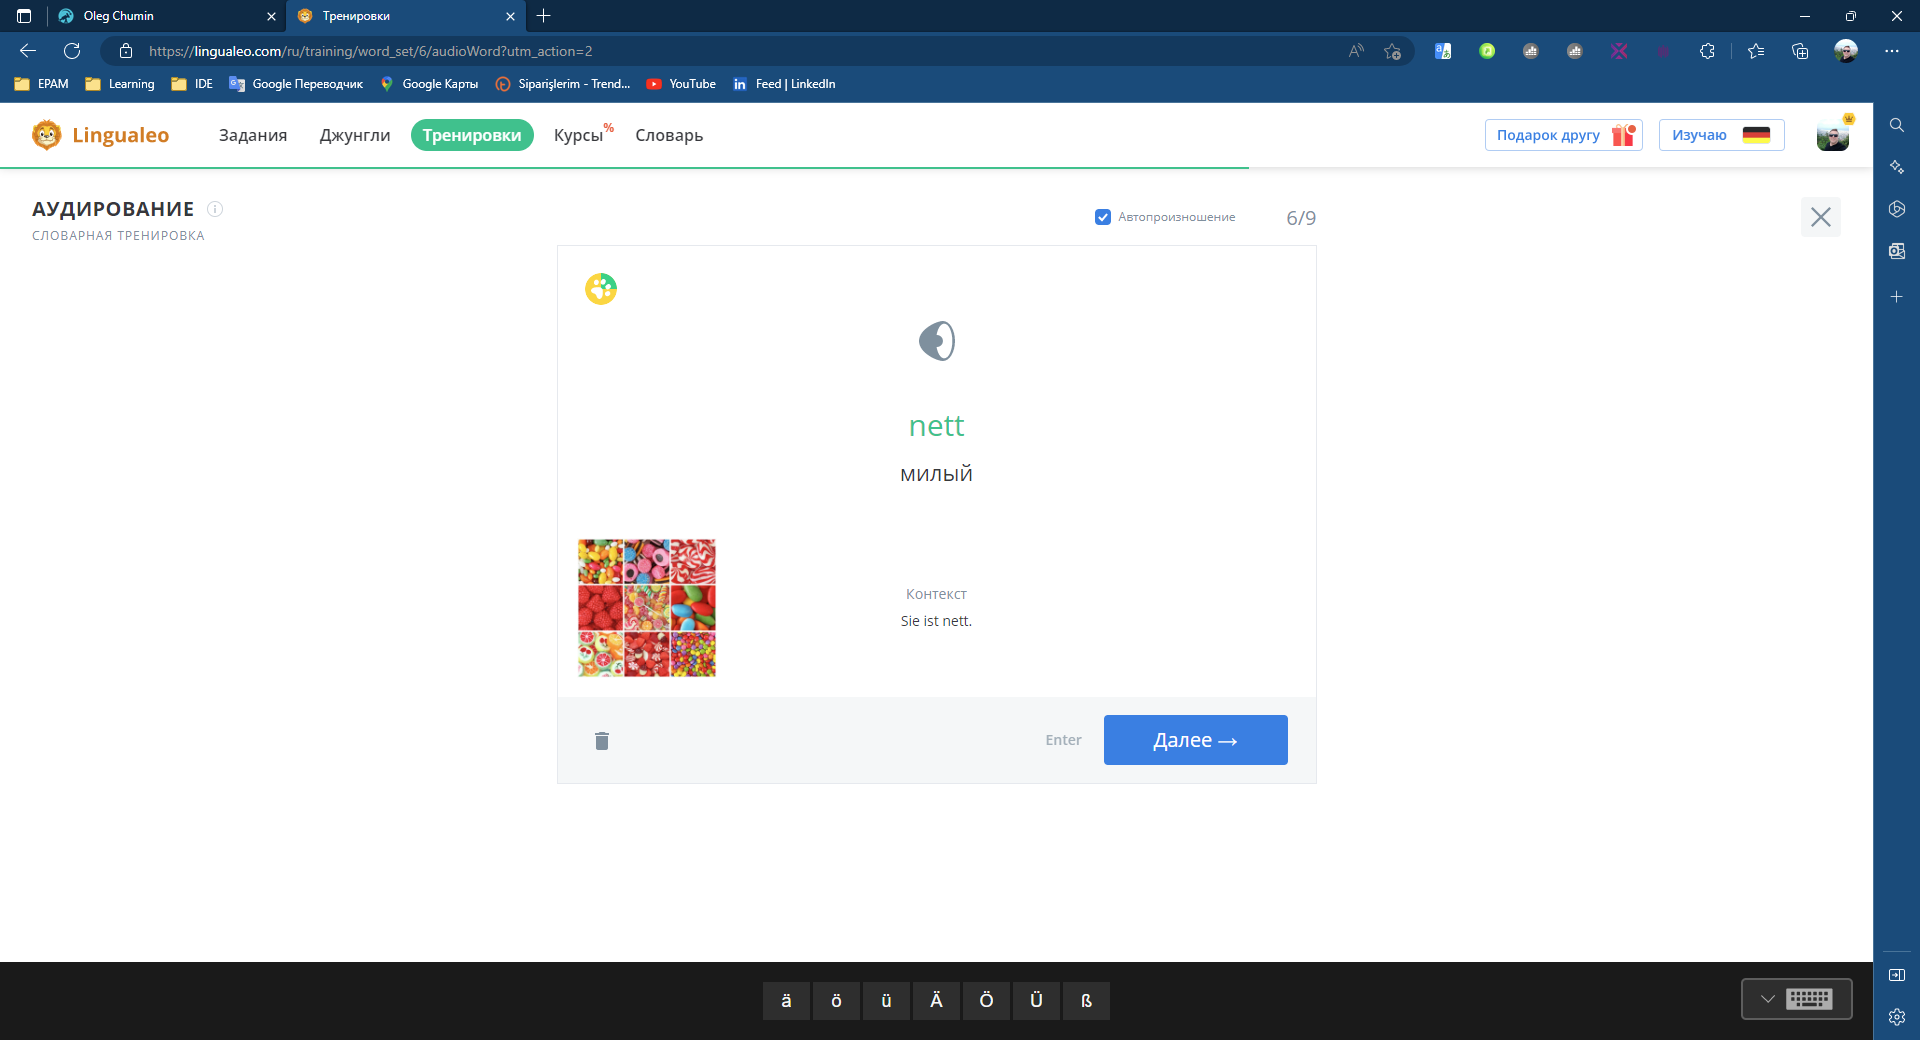 Oleg Chumin
Тренировки
https://lingualeo.com/ru/training/word_set/6/audioWord?utm_action=2
EPAM
Learning
IDE
Google Переводчик
Google Карты
Siparişlerim - Trend...
YouTube
Feed | LinkedIn
Lingualeo
Задания
Джунгли
Тренировки
Курсы%
Словарь
Подарок другу
Изучаю
АУДИРОВАНИЕ
СЛОВАРНАЯ ТРЕНИРОВКА
Автопроизношение
6/9
nett
милый
Контекст
Sie ist nett.
Enter
Далее →
ä ö ü Ä Ö Ü ß